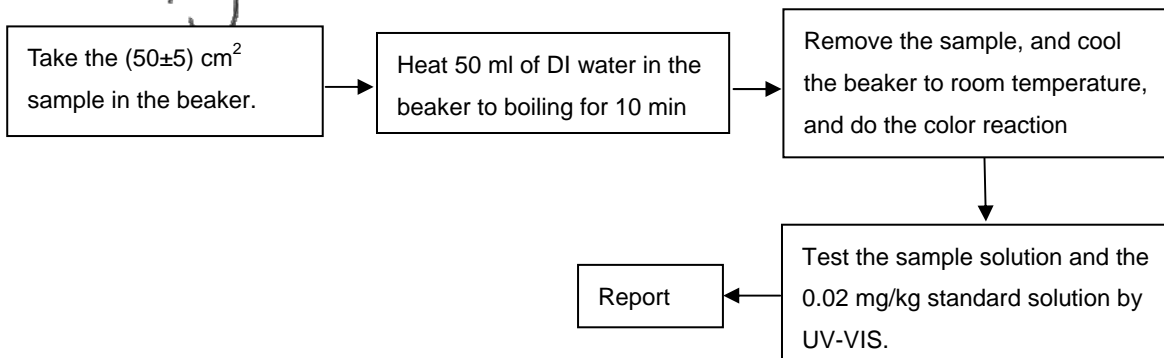 Take the (50±5) cm²
sample in the beaker.
Heat 50 ml of DI water in the
beaker to boiling for 10 min
Remove the sample, and cool
the beaker to room temperature,
and do the color reaction
Test the sample solution and the
0.02 mg/kg standard solution by
UV-VIS.
Report